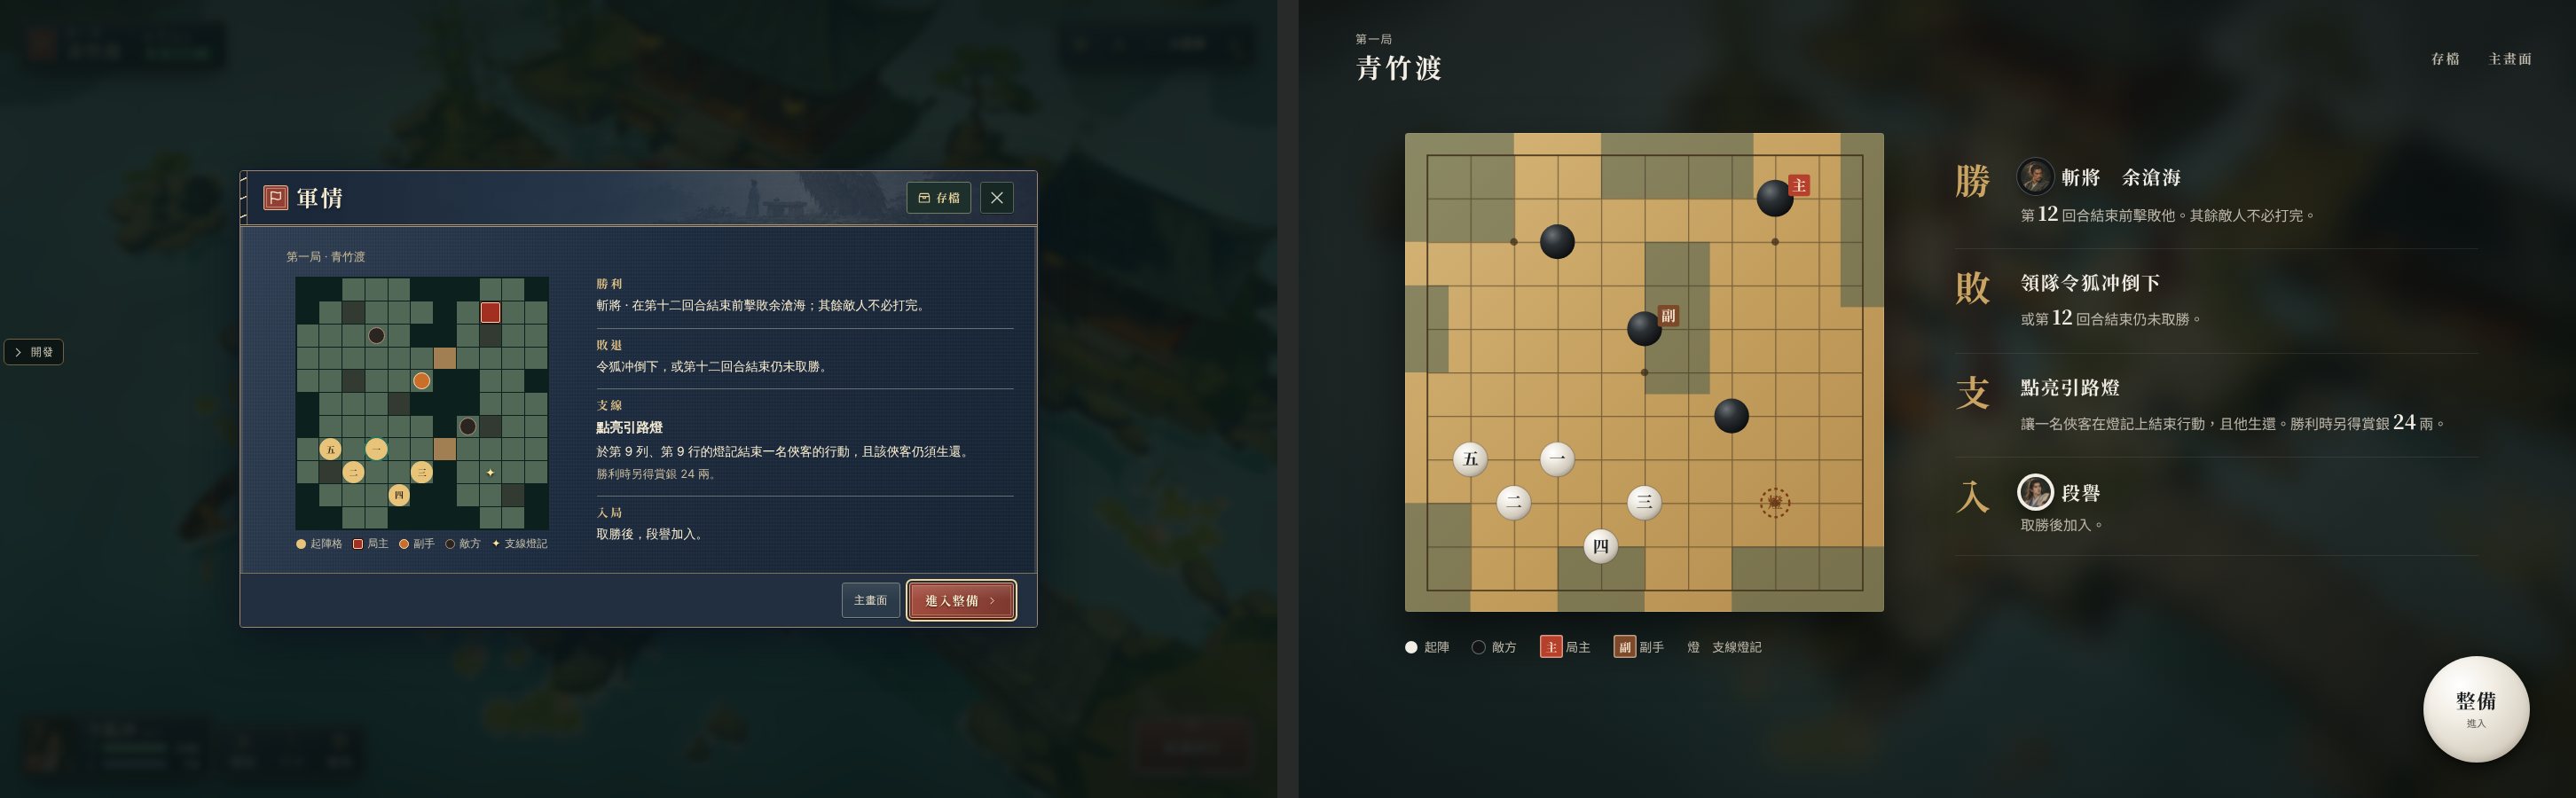 軍情
存檔
開發
第一局 · 青竹渡
五
一
二
三
四
起陣格
局主
副手
敵方
支線燈記
勝利
斬將 · 在第十二回合結束前擊敗余滄海；其餘敵人不必打完。
敗退
令狐冲倒下，或第十二回合結束仍未取勝。
支線
點亮引路燈
於第 9 列、第 9 行的燈記結束一名俠客的行動，且該俠客仍須生還。
勝利時另得賞銀 24 兩。
入局
取勝後，段譽加入。
主畫面
進入整備
第一局
青竹渡
存檔
主畫面
主
副
五
一
二
三
燈
四
起陣
敵方
主 局主
副 副手
燈 支線燈記
勝
斬將 余滄海
第 12 回合結束前擊敗他。其餘敵人不必打完。
敗
領隊令狐冲倒下
或第 12 回合結束仍未取勝。
支
點亮引路燈
讓一名俠客在燈記上結束行動，且他生還。勝利時另得賞銀 24 兩。
入
段譽
取勝後加入。
整備
進入